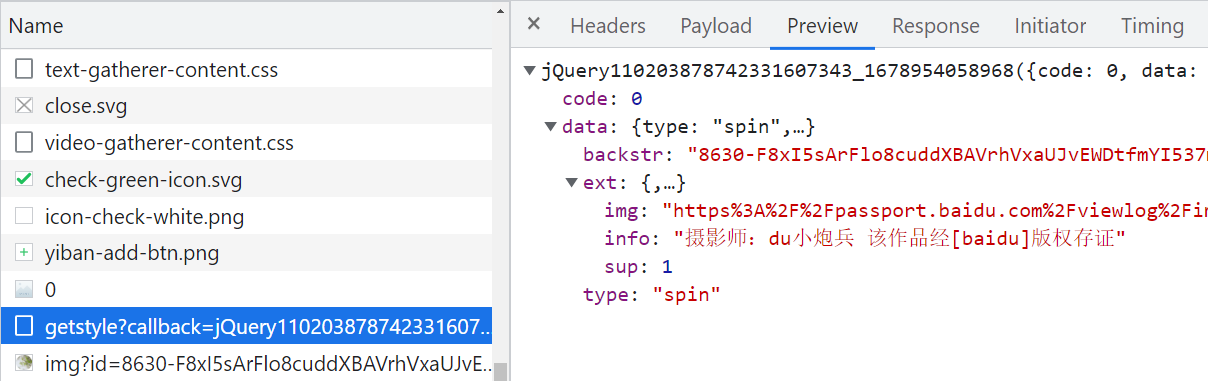 Name
text-gatherer-content.css
close.svg
video-gatherer-content.css
check-green-icon.svg
icon-check-white.png
yiban-add-btn.png
0
getstyle?callback=jQuery110203878742331607...
img?id=8630-F8xI5sArFlo8cuddXBAVrhVxaUJvE...
× Headers Payload Preview Response Initiator Timing
jQuery110203878742331607343_1678954058968({code: 0, data:
code: 0
data: {type: "spin",…}
backstr: "8630-F8xI5sArFlo8cuddXBAVrhVxaUJvEWDtfmYI537
ext: {,…}
img: "https%3A%2F%2Fpassport.baidu.com%2Fviewlog%2Fi
info: "摄影师：du小炮兵 该作品经[baidu]版权存证"
sup: 1
type: "spin"